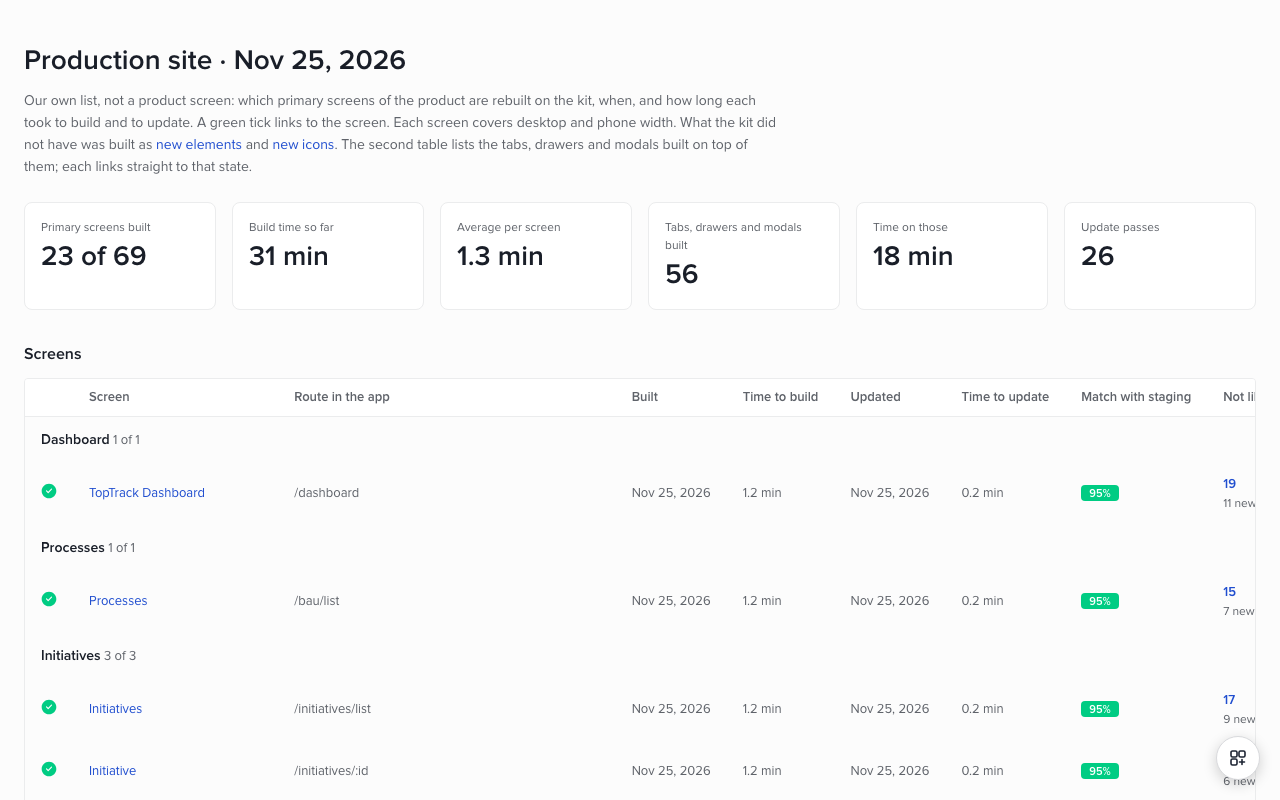 Production site · Nov 25, 2026
Our own list, not a product screen: which primary screens of the product are rebuilt on the kit, when, and how long each
took to build and to update. A green tick links to the screen. Each screen covers desktop and phone width. What the kit did
not have was built as new elements and new icons. The second table lists the tabs, drawers and modals built on top of
them; each links straight to that state.
Primary screens built
23 of 69
Build time so far
31 min
Average per screen
1.3 min
Tabs, drawers and modals
built
56
Time on those
18 min
Update passes
26
Screens
Screen Route in the app Built Time to build Updated Time to update Match with staging Not li
Dashboard 1 of 1
TopTrack Dashboard /dashboard Nov 25, 2026 1.2 min Nov 25, 2026 0.2 min 95% 19
11 new
Processes 1 of 1
Processes /bau/list Nov 25, 2026 1.2 min Nov 25, 2026 0.2 min 95% 15
7 new
Initiatives 3 of 3
Initiatives /initiatives/list Nov 25, 2026 1.2 min Nov 25, 2026 0.2 min 95% 17
9 new
Initiative /initiatives/:id Nov 25, 2026 1.2 min Nov 25, 2026 0.2 min 95%
6 new